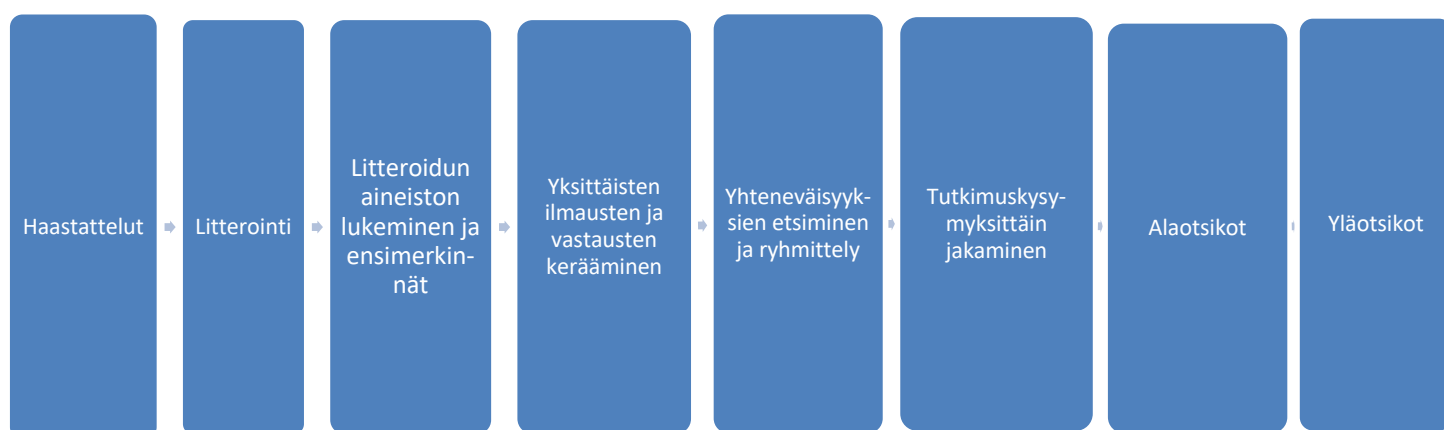 Haastattelut
Litterointi
Litteroidun
aineiston
lukeminen ja
ensimerkin-
nät
Yksittäisten
ilmausten ja
vastausten
kerääminen
Yhteneväisyyk-
sien etsiminen
ja ryhmittely
Tutkimuskysy-
myksittäin
jakaminen
Alaotsikot
Yläotsikot